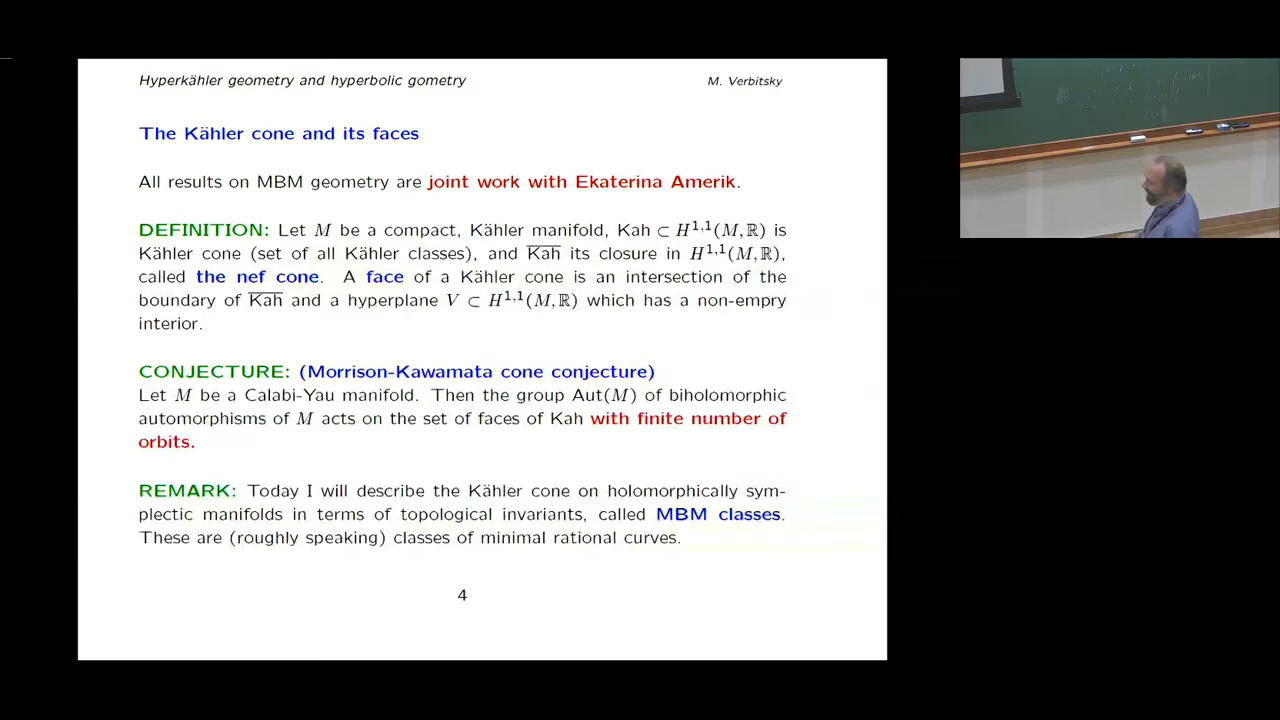 Hyperkähler geometry and hyperbolic gometry M. Verbitsky
The Kähler cone and its faces
All results on MBM geometry are joint work with Ekaterina Amerik.
DEFINITION: Let M be a compact, Kähler manifold, Kah ⊂ H^{1,1}(M, ℝ) is
Kähler cone (set of all Kähler classes), and \overline{Kah} its closure in H^{1,1}(M, ℝ),
called the nef cone. A face of a Kähler cone is an intersection of the
boundary of \overline{Kah} and a hyperplane V ⊂ H^{1,1}(M, ℝ) which has a non-empry
interior.
CONJECTURE: (Morrison-Kawamata cone conjecture)
Let M be a Calabi-Yau manifold. Then the group Aut(M) of biholomorphic
automorphisms of M acts on the set of faces of Kah with finite number of
orbits.
REMARK: Today I will describe the Kähler cone on holomorphically sym-
plectic manifolds in terms of topological invariants, called MBM classes.
These are (roughly speaking) classes of minimal rational curves.
4